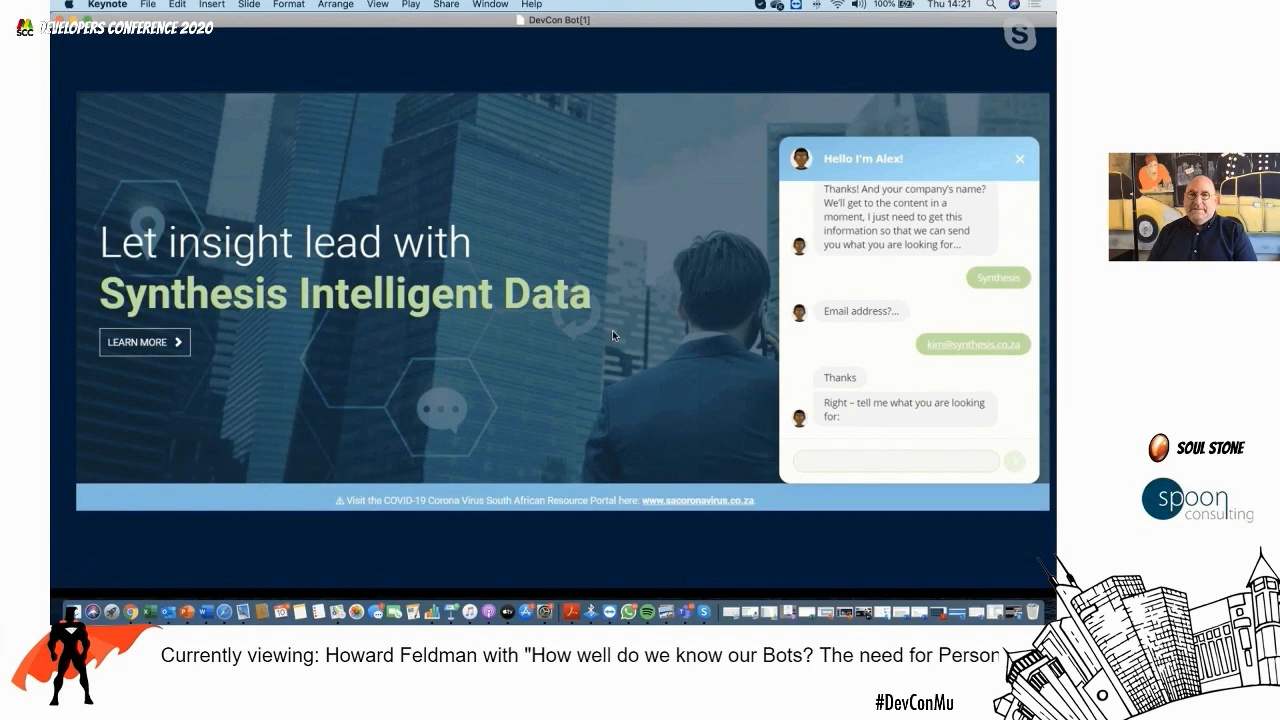 Keynote File Edit Insert Slide Format Arrange View Play Share Window Help 100% Thu 14:21
DevCon Bot[1]
SCC DEVELOPERS CONFERENCE 2020
Hello I'm Alex!
Thanks! And your company's name?
We'll get to the content in a
moment, I just need to get this
information so that we can send
you what you are looking for...
Synthesis
Email address?...
kim@synthesis.co.za
Thanks
Right – tell me what you are looking
for:
Let insight lead with
Synthesis Intelligent Data
LEARN MORE
Visit the COVID-19 Corona Virus South African Resource Portal here: www.sacoronavirus.co.za.
SOUL STONE
spoon
consulting
Currently viewing: Howard Feldman with "How well do we know our Bots? The need for Person
#DevConMu